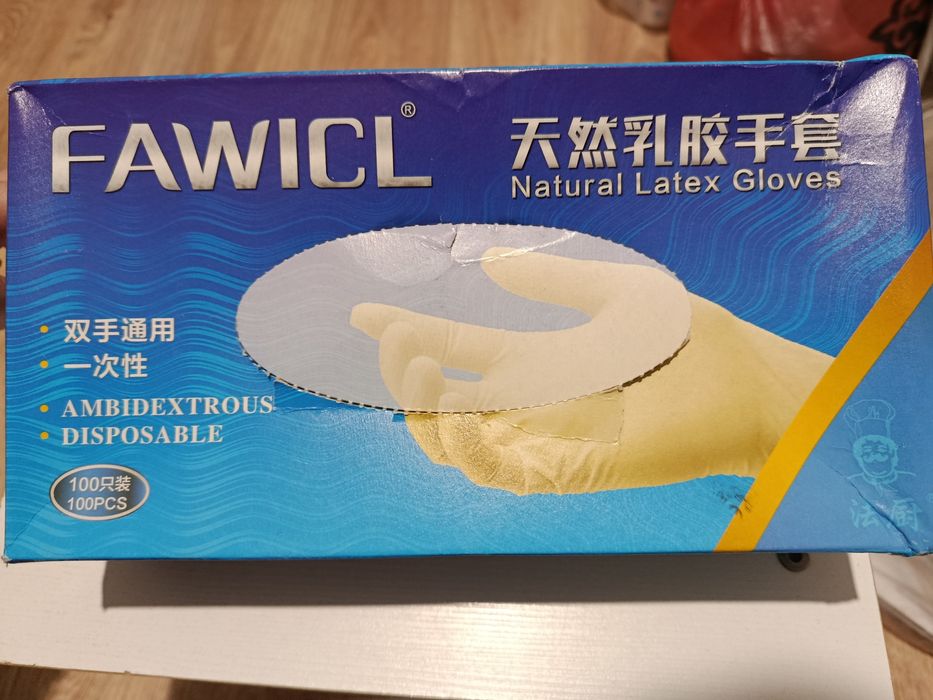 FAWICL®
天然乳胶手套
Natural Latex Gloves
• 双手通用
• 一次性
• AMBIDEXTROUS
• DISPOSABLE
100只装
100PCS
法厨